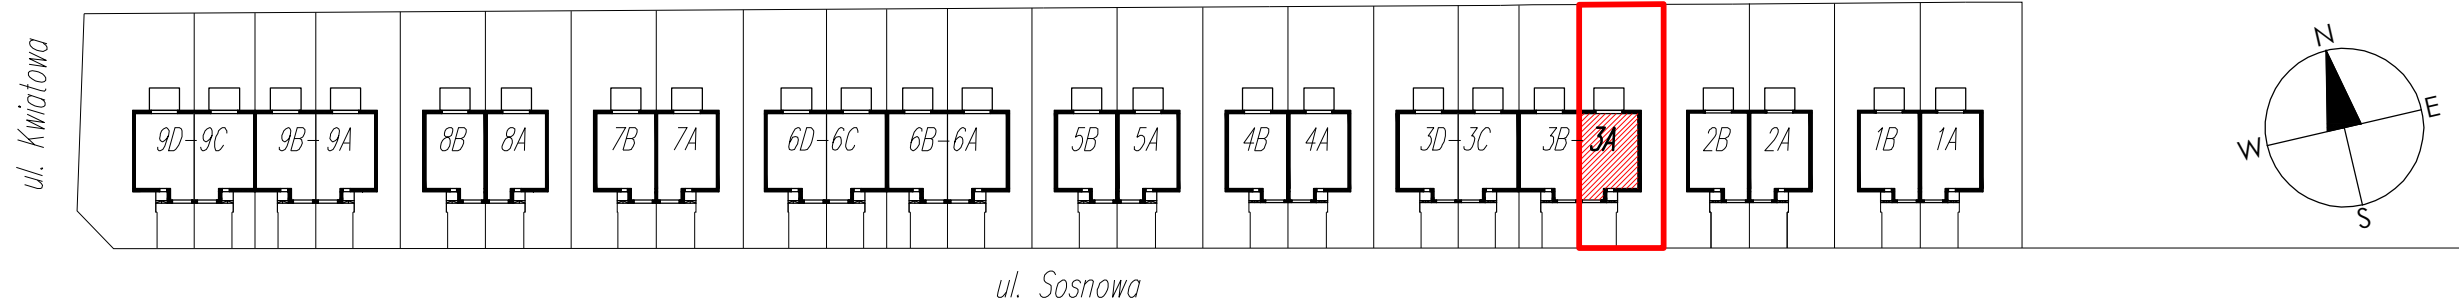 ul. Kwiatowa
9D-9C 9B-9A 8B 8A 7B 7A 6D-6C 6B-6A 5B 5A 4B 4A 3D-3C 3B-3A 2B 2A 1B 1A
ul. Sosnowa
N
E
W
S